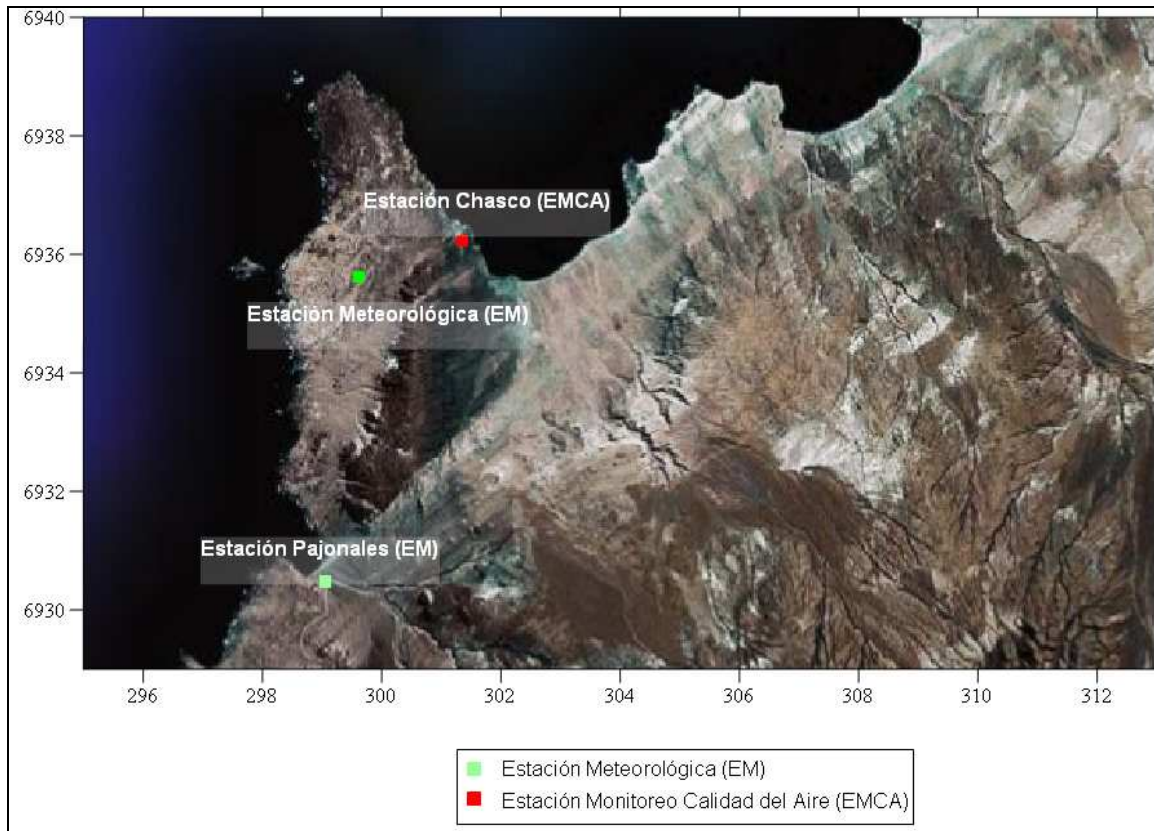 6940
6938
6936
6934
6932
6930
Estación Chasco (EMCA)
Estación Meteorológica (EM)
Estación Pajonales (EM)
296 298 300 302 304 306 308 310 312
Estación Meteorológica (EM)
Estación Monitoreo Calidad del Aire (EMCA)